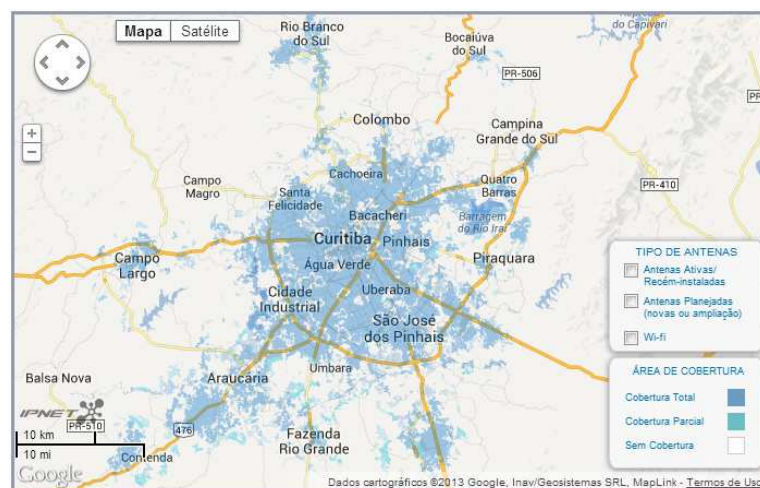 Rio Branco
do Sul
Mapa
Satélite
Bocaiúva
do Sul
do Capivari
PR-506
PR
Colombo
Campina
Grande do Sul
Cachoeira
Campo
Magro
Santa
Felicidade
Quatro
Barras
PR-410
Bacacheri
Barragem
do Rio Iraí
Curitiba
Pinhais
Campo
Largo
Água Verde
Piraquara
Cidade
Industrial
Uberaba
São José
dos Pinhais
Umbara
Balsa Nova
Araucária
IPNET
PR-510
476
Fazenda
Rio Grande
Contenda
10 km
10 mi
Google
TIPO DE ANTENAS
Antenas Ativas/
Recém-instaladas
Antenas Planejadas
(novas ou ampliação)
Wi-fi
ÁREA DE COBERTURA
Cobertura Total
Cobertura Parcial
Sem Cobertura
Dados cartográficos ©2013 Google, Inav/Geosistemas SRL, MapLink - Termos de Uso